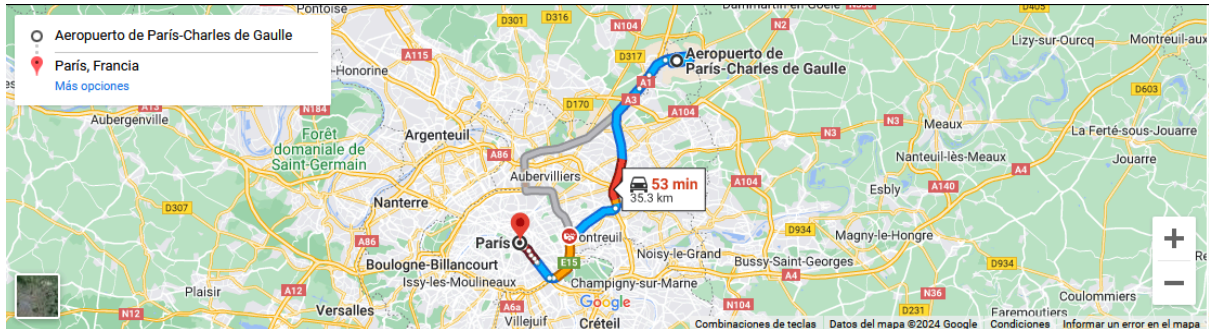 Aeropuerto de París-Charles de Gaulle
París, Francia
Más opciones
Pontoise
D301
D316
N104
Dammartin-en-Goële
D405
Lizy-sur-Ourcq
Montreuil-aux
A115
D317
Aeropuerto de
París-Charles de Gaulle
-Honorine
A1
A13
N184
D170
A3
A104
N2
D603
Aubergenville
Forêt
domaniale de
Saint-Germain
Argenteuil
N3
N3
Meaux
La Ferté-sous-Jouarre
A86
Nanteuil-lès-Meaux
A4
Jouarre
Aubervilliers
53 min
35.3 km
A104
Esbly
A140
Nanterre
D307
D934
A86
París
Montreuil
Magny-le-Hongre
Noisy-le-Grand
Bussy-Saint-Georges
D934
Boulogne-Billancourt
E15
Issy-les-Moulineaux
Champigny-sur-Marne
A4
Plaisir
A12
Google
N36
Coulommiers
Versalles
A6a
N104
D231
N12
Villejuif
Créteil
Faremoutiers
Combinaciones de teclas
Datos del mapa ©2024 Google
Condiciones
Informar un error en el mapa